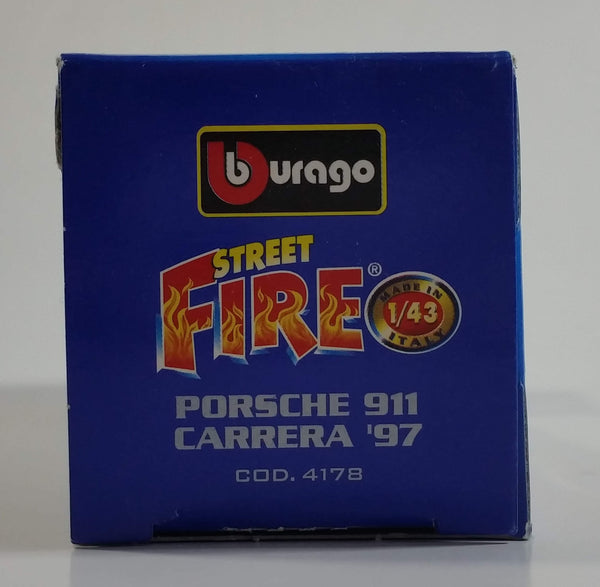 burago
STREET
FIRE®
MADE IN
1/43
ITALY
PORSCHE 911
CARRERA '97
COD. 4178